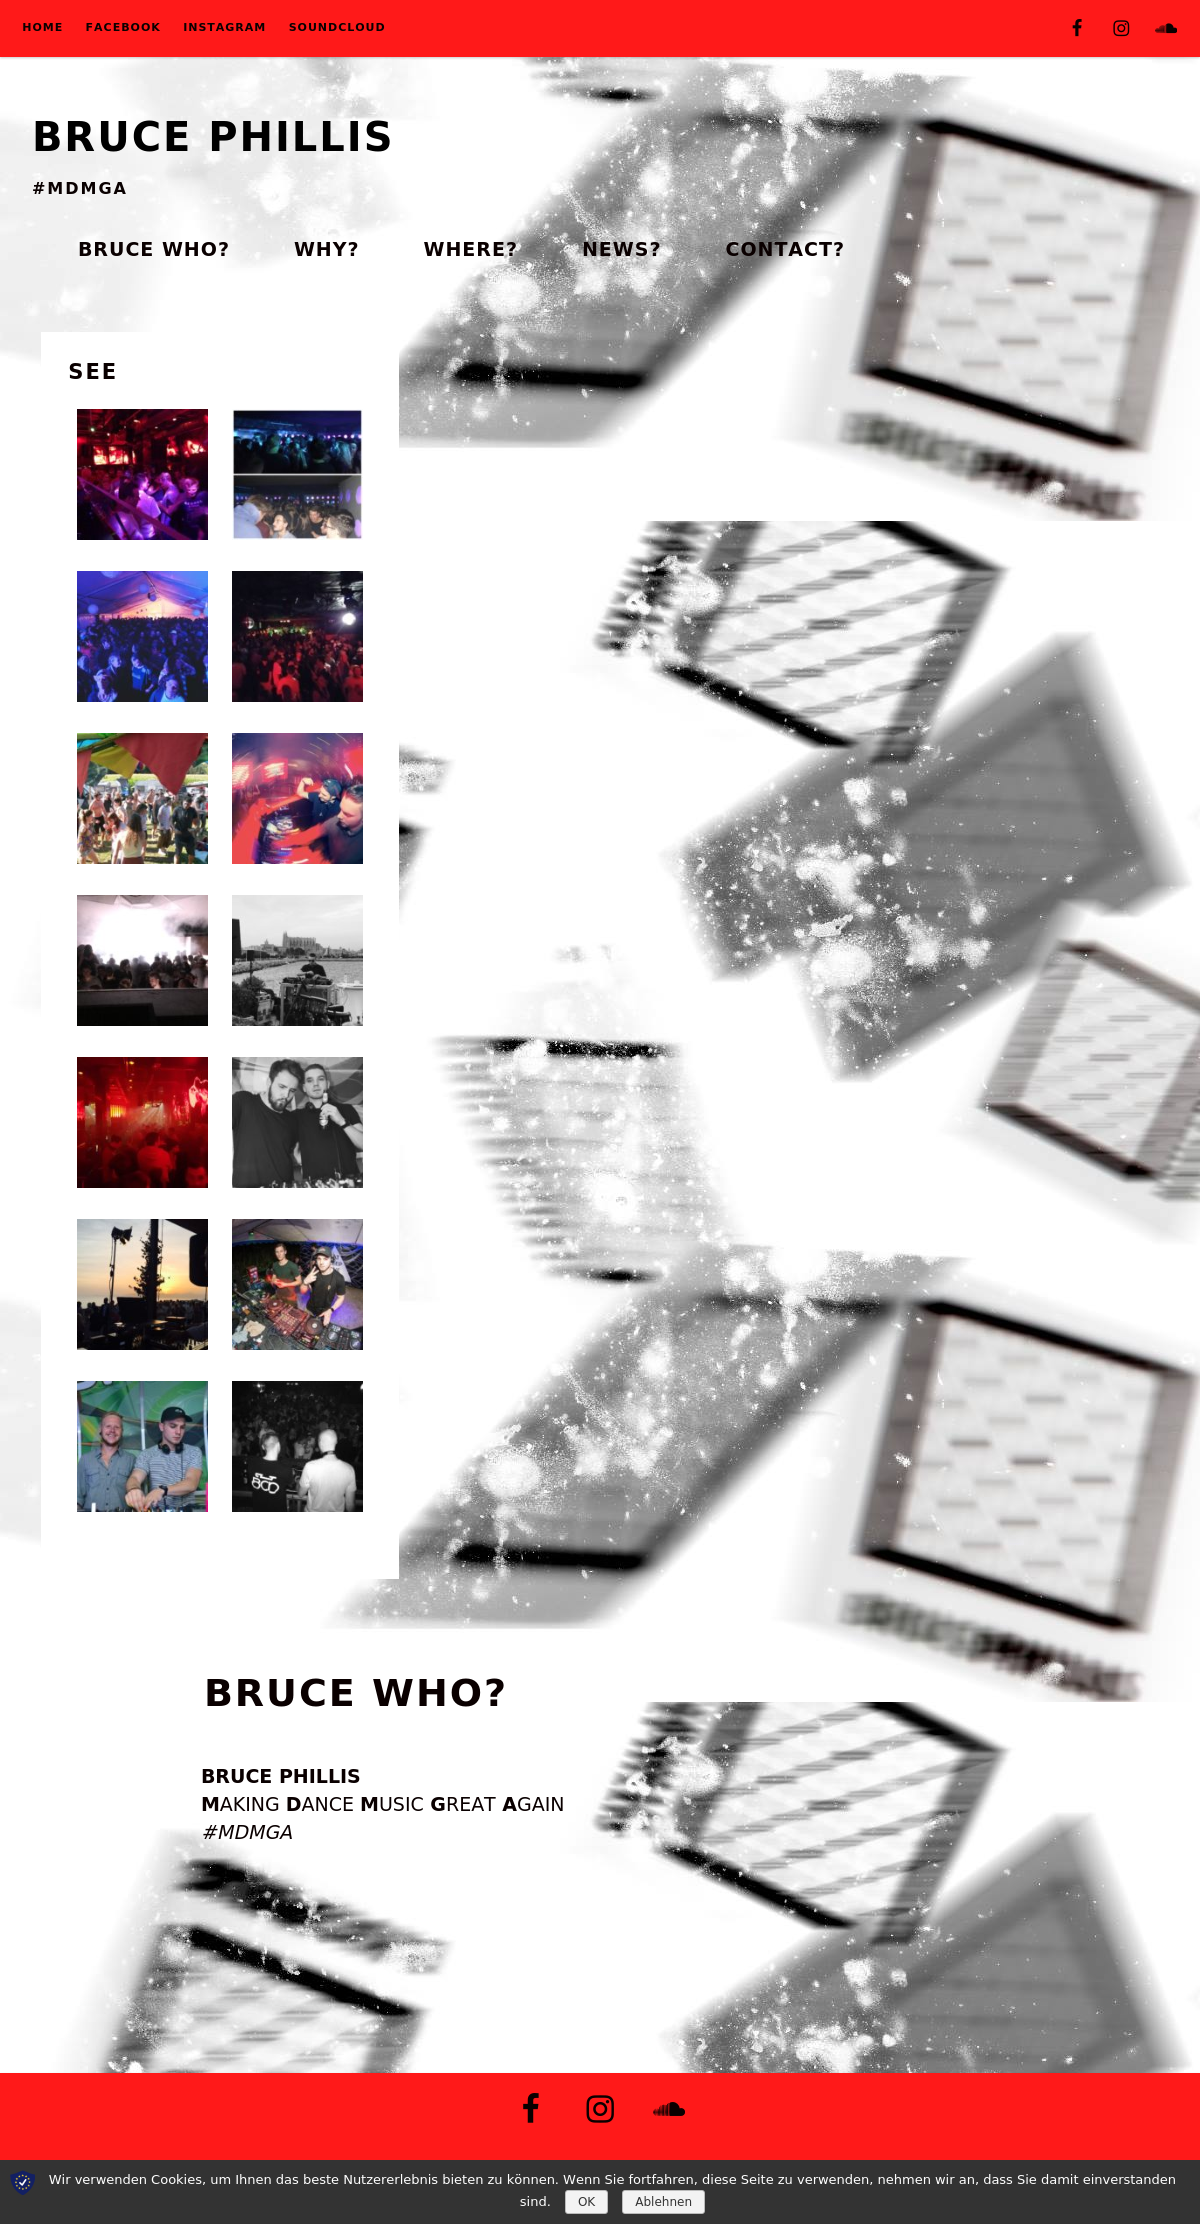 HOME FACEBOOK INSTAGRAM SOUNDCLOUD
BRUCE PHILLIS
#MDMGA
BRUCE WHO? WHY? WHERE? NEWS? CONTACT?
SEE
BRUCE WHO?
BRUCE PHILLIS
MAKING DANCE MUSIC GREAT AGAIN
#MDMGA
Wir verwenden Cookies, um Ihnen das beste Nutzererlebnis bieten zu können. Wenn Sie fortfahren, diese Seite zu verwenden, nehmen wir an, dass Sie damit einverstanden
sind. OK Ablehnen